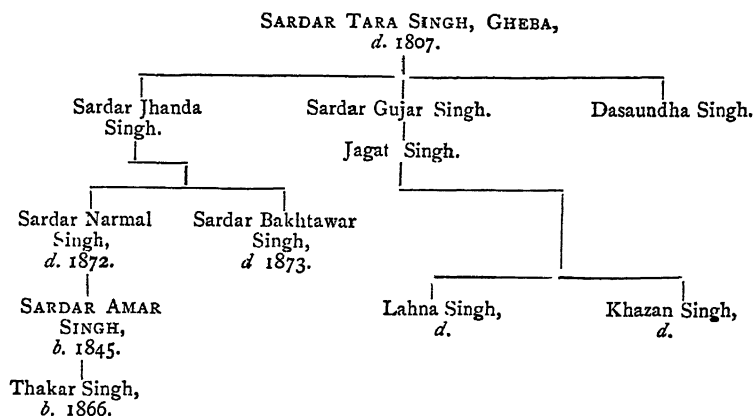 SARDAR TARA SINGH, GHEBA,
d. 1807.
Sardar Jhanda
Singh.
Sardar Gujar Singh.
Dasaundha Singh.
Jagat Singh.
Sardar Narmal
Singh,
d. 1872.
Sardar Bakhtawar
Singh,
d 1873.
Lahna Singh,
d.
Khazan Singh,
d.
SARDAR AMAR
SINGH,
b. 1845.
Thakar Singh,
b. 1866.